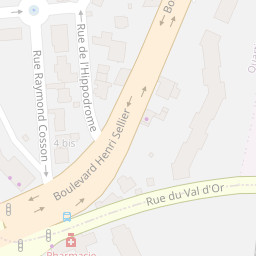 Rue de l'Hippodrome
Rue Raymond Cosson
Boulevard Henri Sellier
4 bis
Rue du Val d'Or
Pharmacie